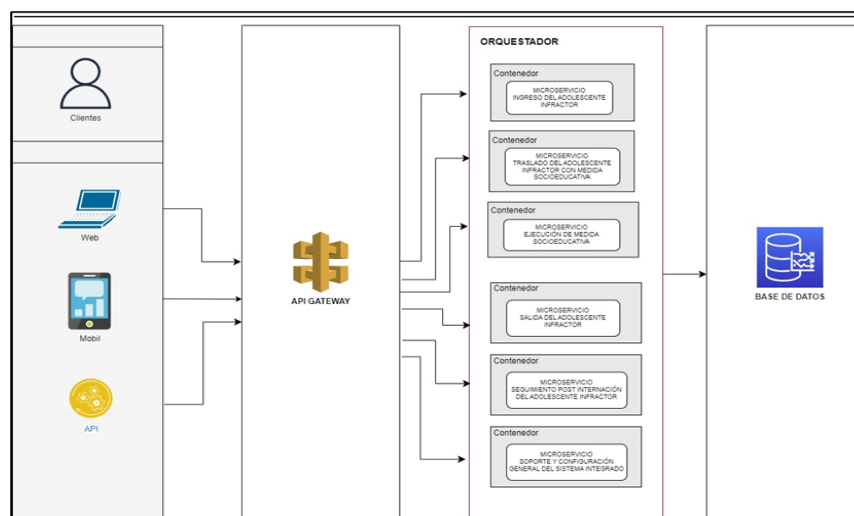 Clientes
Web
Mobil
API
API GATEWAY
ORQUESTADOR
Contenedor
MICROSERVICIO
INGRESO DEL ADOLESCENTE
INFRACTOR
Contenedor
MICROSERVICIO
TRASLADO DEL ADOLESCENTE
INFRACTOR CON MEDIDA
SOCIOEDUCATIVA
Contenedor
MICROSERVICIO
EJECUCIÓN DE MEDIDA
SOCIOEDUCATIVA
Contenedor
MICROSERVICIO
SALIDA DEL ADOLESCENTE
INFRACTOR
Contenedor
MICROSERVICIO
SEGUIMIENTO POST INTERNACIÓN
DEL ADOLESCENTE INFRACTOR
Contenedor
MICROSERVICIO
SOPORTE Y CONFIGURACIÓN
GENERAL DEL SISTEMA INTEGRADO
BASE DE DATOS